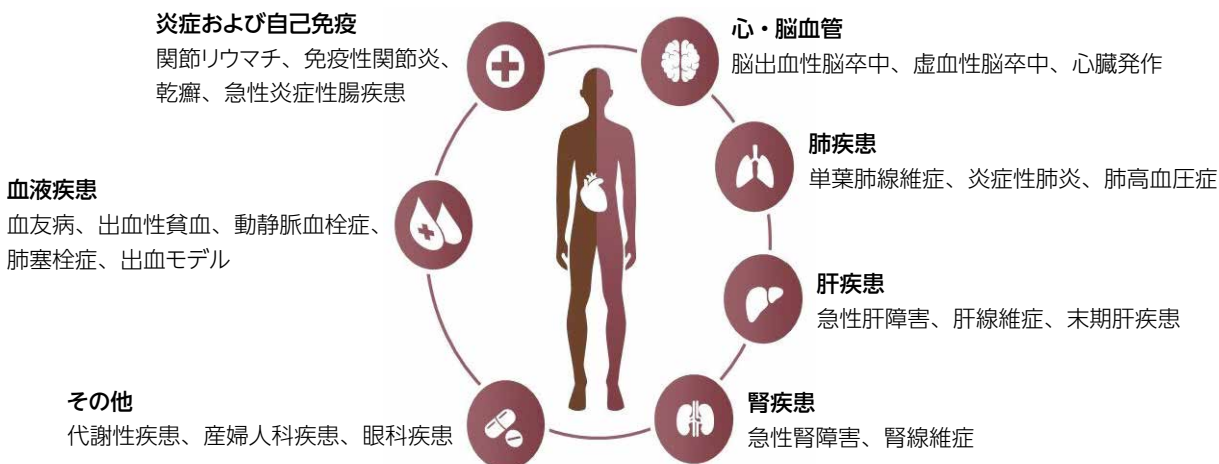 炎症および自己免疫
関節リウマチ、免疫性関節炎、
乾癬、急性炎症性腸疾患
心・脳血管
脳出血性脳卒中、虚血性脳卒中、心臓発作
肺疾患
単葉肺線維症、炎症性肺炎、肺高血圧症
血液疾患
血友病、出血性貧血、動静脈血栓症、
肺塞栓症、出血モデル
肝疾患
急性肝障害、肝線維症、末期肝疾患
その他
代謝性疾患、産婦人科疾患、眼科疾患
腎疾患
急性腎障害、腎線維症